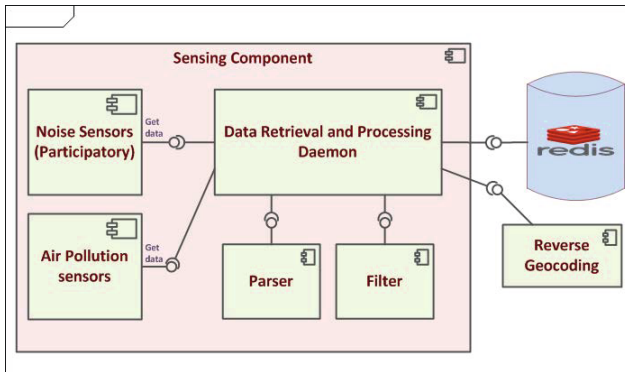 Sensing Component
Noise Sensors
(Participatory)
Get
data
Data Retrieval and Processing
Daemon
redis
Air Pollution
sensors
Get
data
Parser
Filter
Reverse
Geocoding